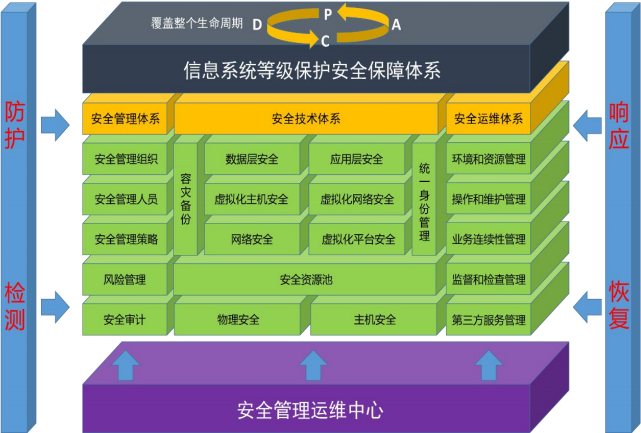 覆盖整个生命周期
P
D
A
C
信息系统等级保护安全保障体系
防护
响应
安全管理体系
安全技术体系
安全运维体系
安全管理组织
容灾备份
数据层安全
应用层安全
统一身份管理
环境和资源管理
安全管理人员
虚拟化主机安全
虚拟化网络安全
操作和维护管理
安全管理策略
网络安全
虚拟化平台安全
业务连续性管理
风险管理
安全资源池
监督和检查管理
检测
恢复
安全审计
物理安全
主机安全
第三方服务管理
安全管理运维中心